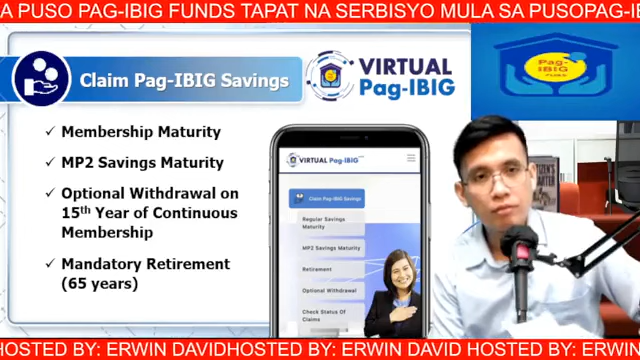 A PUSO PAG-IBIG FUNDS TAPAT NA SERBISYO MULA SA PUSOPAG-IB
Claim Pag-IBIG Savings
VIRTUAL
Pag-IBIG
Pag-
IBIG
FUND
✓ Membership Maturity
✓ MP2 Savings Maturity
✓ Optional Withdrawal on
15th Year of Continuous
Membership
✓ Mandatory Retirement
(65 years)
VIRTUAL Pag-IBIG
Claim Pag-IBIG Savings
Regular Savings
Maturity
MP2 Savings Maturity
Retirement
Optional Withdrawal
Check Status Of
Claims
HOSTED BY: ERWIN DAVIDHOSTED BY: ERWIN DAVID HOSTED BY: ERWIN